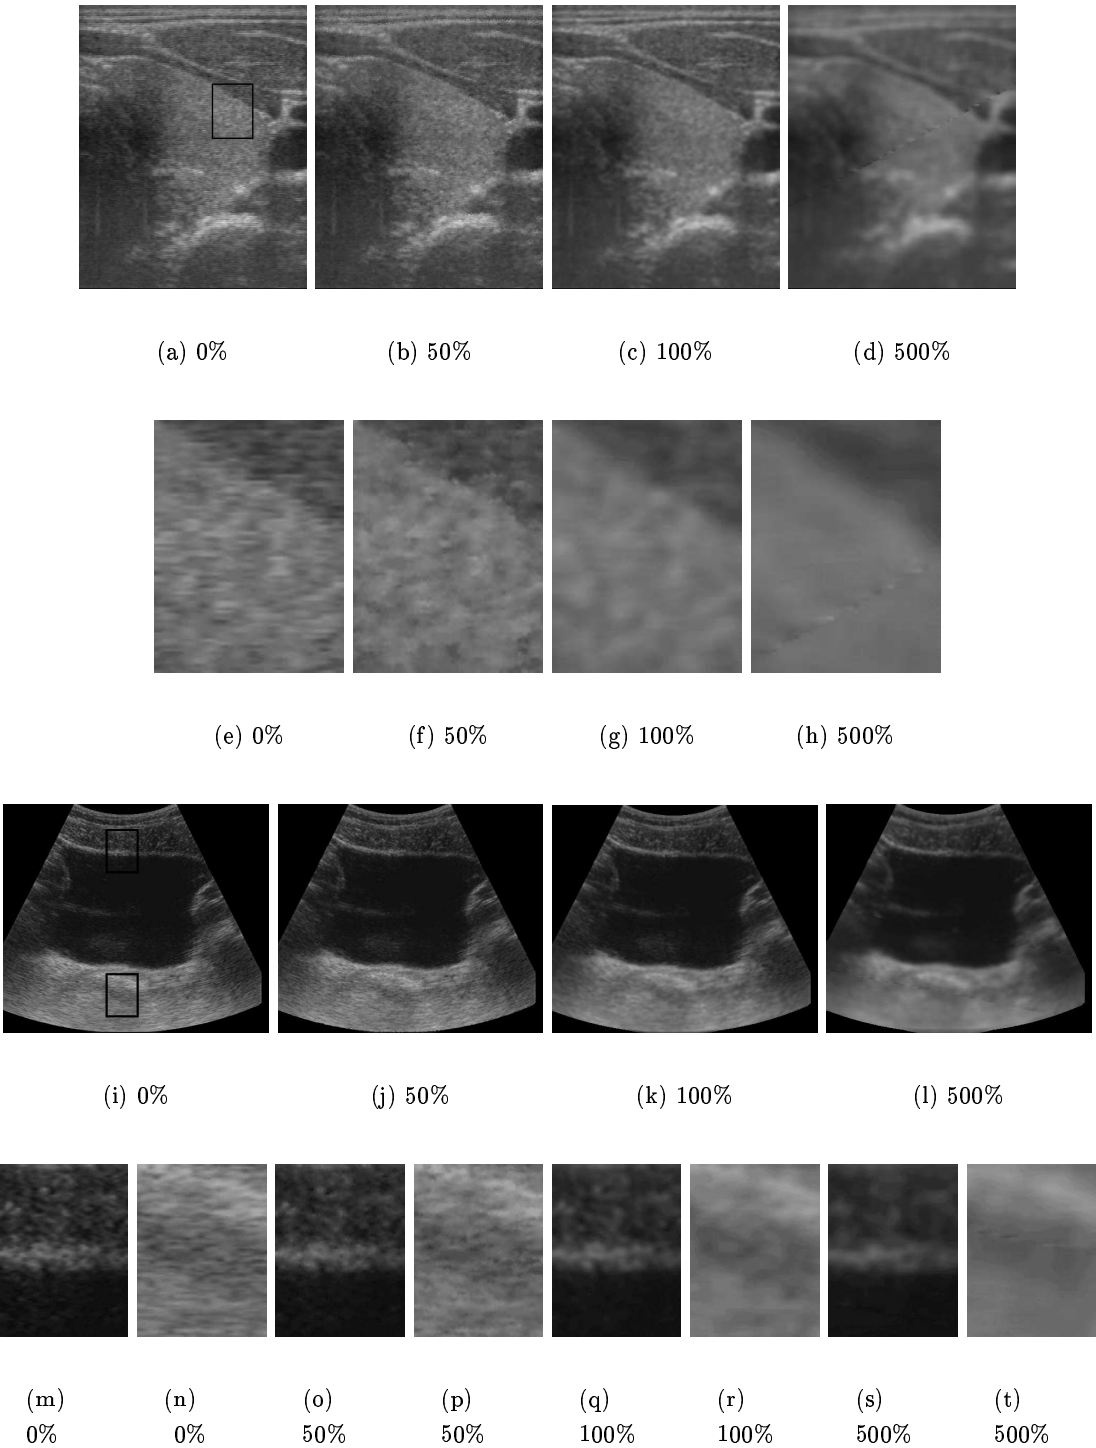 (a) 0% (b) 50% (c) 100% (d) 500%
(e) 0% (f) 50% (g) 100% (h) 500%
(i) 0% (j) 50% (k) 100% (l) 500%
(m) (n) (o) (p) (q) (r) (s) (t)
0% 0% 50% 50% 100% 100% 500% 500%